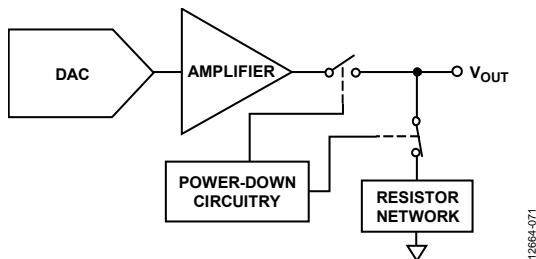 DAC
AMPLIFIER
VOUT
POWER-DOWN
CIRCUITRY
RESISTOR
NETWORK
12664-071